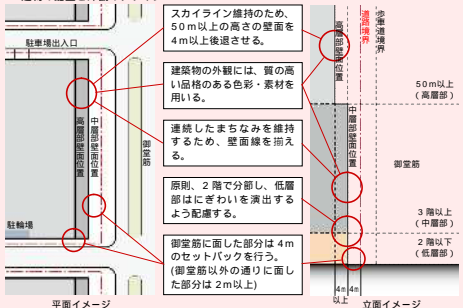 駐車場出入口
高層部壁面位置
中層部壁面位置
御堂筋
駐輪場
平面イメージ
スカイライン維持のため、
50m以上の高さの壁面を
4m以上後退させる。
建築物の外観には、質の高
い品格のある色彩・素材を
用いる。
連続したまちなみを維持
するため、壁面線を揃え
る。
原則、2階で分節し、低層
部はにぎわいを演出する
よう配慮する。
御堂筋に面した部分は4m
のセットバックを行う。
(御堂筋以外の通りに面し
た部分は2m以上)
高層部壁面位置
中層部壁面位置
道路境界
歩車道境界
50m以上
(高層部)
御堂筋
3階以上
(中層部)
2階以下
(低層部)
4m 4m
以上
立面イメージ